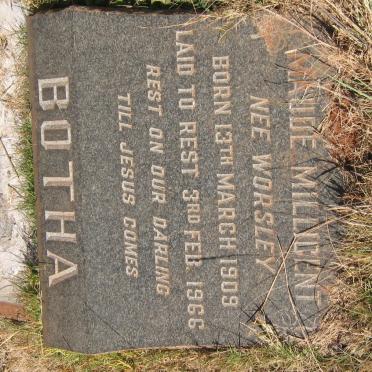 MAUDE MILLICENT
NEE WORSLEY
BORN 13TH MARCH 1909
LAID TO REST 3RD FEB. 1966
REST ON OUR DARLING
TILL JESUS COMES
BOTHA